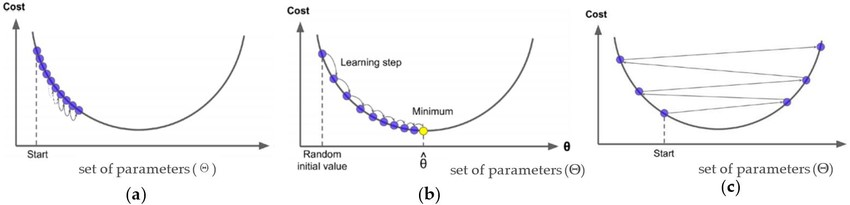 Cost
Start
set of parameters (Θ)
(a)
Cost
Learning step
Minimum
θ
Random
initial value
θ̂
set of parameters (Θ)
(b)
Cost
Start
set of parameters (Θ)
(c)